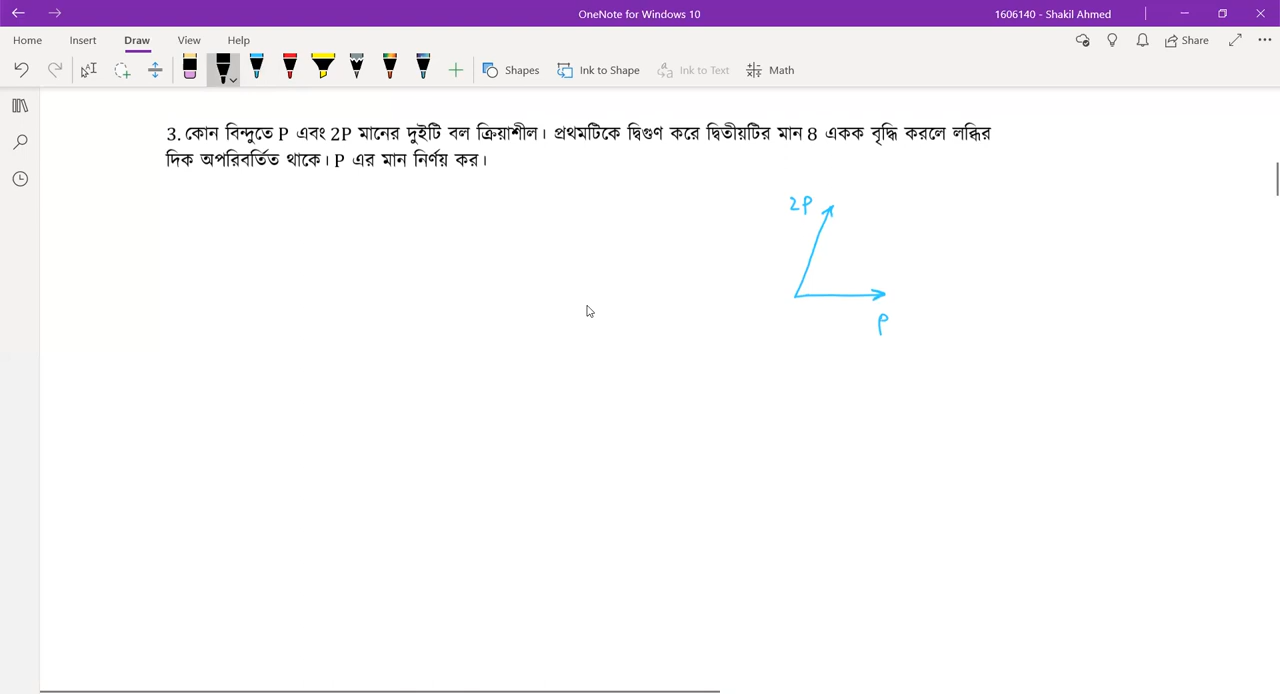 OneNote for Windows 10
1606140 - Shakil Ahmed
Home Insert Draw View Help
Share
Shapes Ink to Shape Ink to Text Math
3. কোন বিন্দুতে P এবং 2P মানের দুইটি বল ক্রিয়াশীল। প্রথমটিকে দ্বিগুণ করে দ্বিতীয়টির মান 8 একক বৃদ্ধি করলে লব্ধির
দিক অপরিবর্তিত থাকে। P এর মান নির্ণয় কর।
2P
P